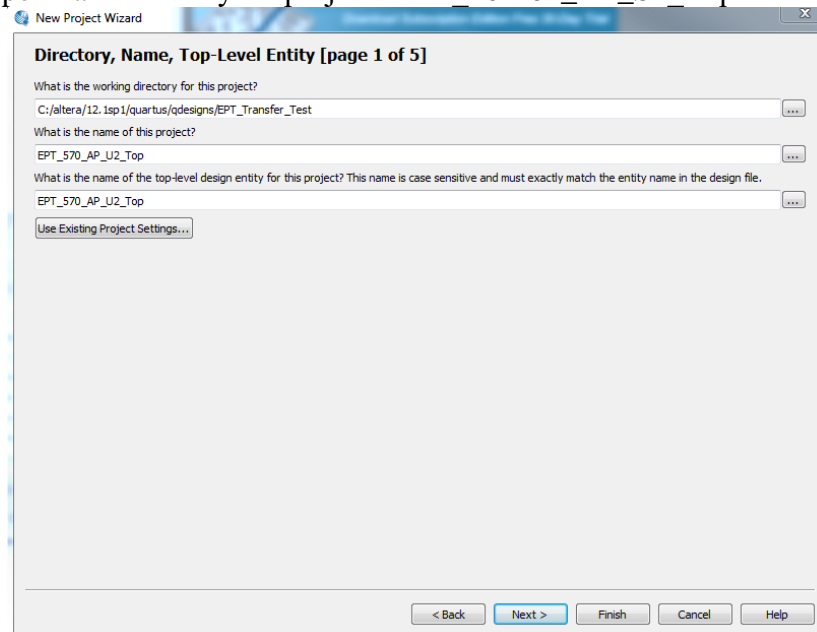 New Project Wizard
Directory, Name, Top-Level Entity [page 1 of 5]
What is the working directory for this project?
C:/altera/12.1sp1/quartus/qdesigns/EPT_Transfer_Test
...
What is the name of this project?
EPT_570_AP_U2_Top
...
What is the name of the top-level design entity for this project? This name is case sensitive and must exactly match the entity name in the design file.
EPT_570_AP_U2_Top
...
Use Existing Project Settings...
< Back Next > Finish Cancel Help